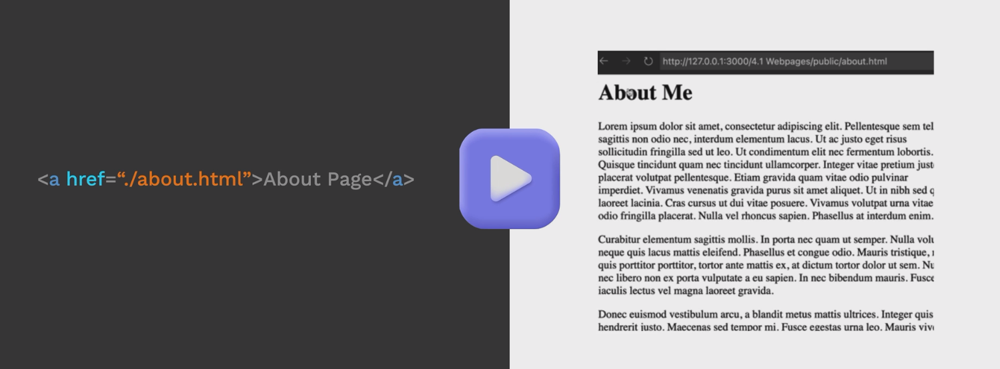 <a href=“./about.html”>About Page</a>
http://127.0.0.1:3000/4.1 Webpages/public/about.html
About Me
Lorem ipsum dolor sit amet, consectetur adipiscing elit. Pellentesque sem tel
sagittis non odio nec, interdum elementum lacus. Ut ac justo eget risus
sollicitudin fringilla sed ut leo. Ut condimentum elit nec fermentum lobortis.
Quisque tincidunt quam nec tincidunt ullamcorper. Integer vitae pretium just
placerat volutpat pellentesque. Etiam gravida quam vitae odio pulvinar
imperdiet. Vivamus venenatis gravida purus sit amet aliquet. Ut in nibh sed
laoreet lacinia. Cras cursus ut dui vitae posuere. Vivamus volutpat urna vitae
odio fringilla placerat. Nulla vel rhoncus sapien. Phasellus at interdum enim.
Curabitur elementum sagittis mollis. In porta nec quam ut semper. Nulla volu
neque quis lacus mattis eleifend. Phasellus et congue odio. Mauris tristique,
quis porttitor porttitor, tortor ante mattis ex, at dictum tortor dolor ut sem. Nu
nec libero non ex porta vulputate a eu sapien. In nec bibendum mauris. Fusce
iaculis lectus vel magna laoreet gravida.
Donec euismod vestibulum arcu, a blandit metus mattis ultrices. Integer quis
hendrerit justo. Maecenas sed tempor mi. Fusce egestas urna leo. Mauris viv